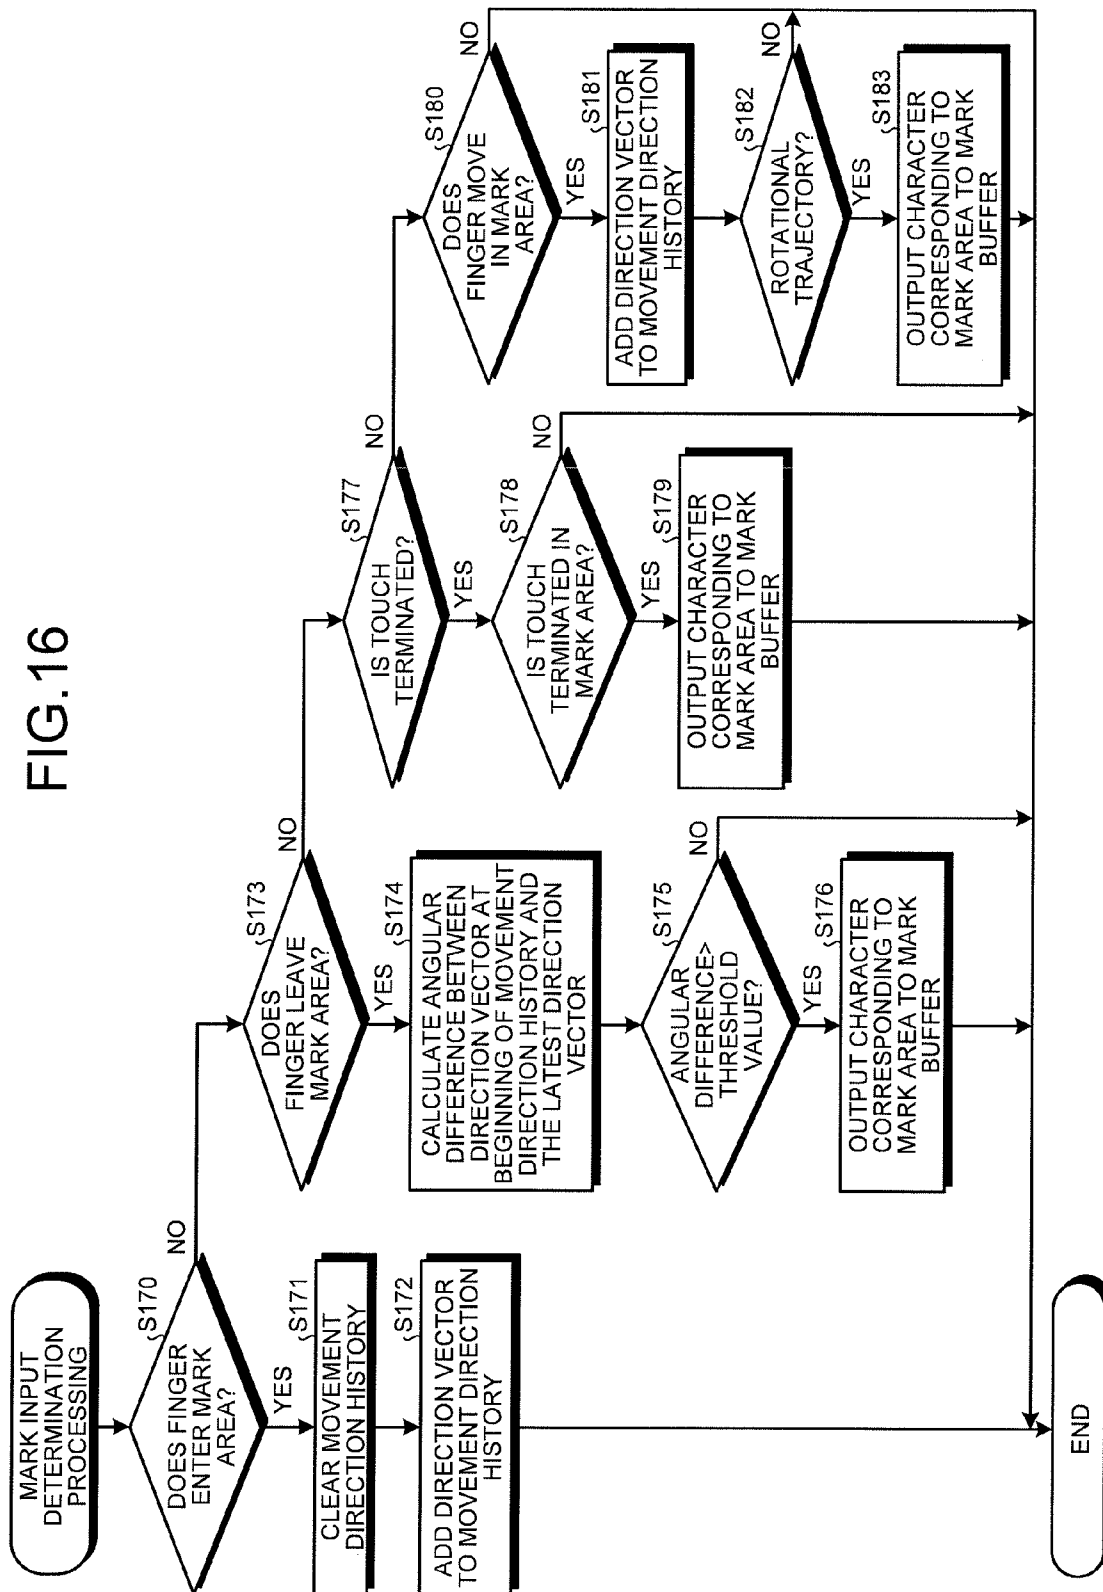 FIG.16
MARK INPUT
DETERMINATION
PROCESSING
S170
DOES FINGER
ENTER MARK
AREA?
NO
YES
S171
CLEAR MOVEMENT
DIRECTION HISTORY
S172
ADD DIRECTION VECTOR
TO MOVEMENT DIRECTION
HISTORY
S173
DOES
FINGER LEAVE
MARK AREA?
NO
YES
S174
CALCULATE ANGULAR
DIFFERENCE BETWEEN
DIRECTION VECTOR AT
BEGINNING OF MOVEMENT
DIRECTION HISTORY AND
THE LATEST DIRECTION
VECTOR
S175
ANGULAR
DIFFERENCE>
THRESHOLD
VALUE?
NO
YES
S176
OUTPUT CHARACTER
CORRESPONDING TO
MARK AREA TO MARK
BUFFER
S177
IS TOUCH
TERMINATED?
NO
YES
S178
IS TOUCH
TERMINATED IN
MARK AREA?
NO
YES
S179
OUTPUT CHARACTER
CORRESPONDING TO
MARK AREA TO MARK
BUFFER
S180
DOES
FINGER MOVE
IN MARK
AREA?
NO
YES
S181
ADD DIRECTION VECTOR
TO MOVEMENT DIRECTION
HISTORY
S182
ROTATIONAL
TRAJECTORY?
NO
YES
S183
OUTPUT CHARACTER
CORRESPONDING TO
MARK AREA TO MARK
BUFFER
END